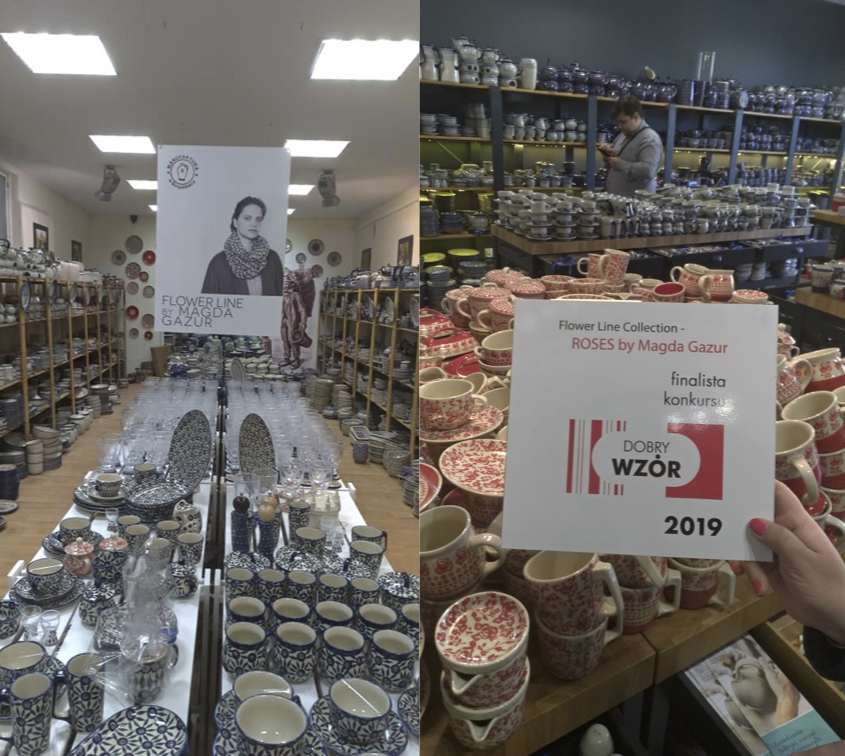 FLOWER LINE
BY MAGDA
GAZUR
Flower Line Collection -
ROSES by Magda Gazur
finalista
konkursu
DOBRY
WZÓR
2019